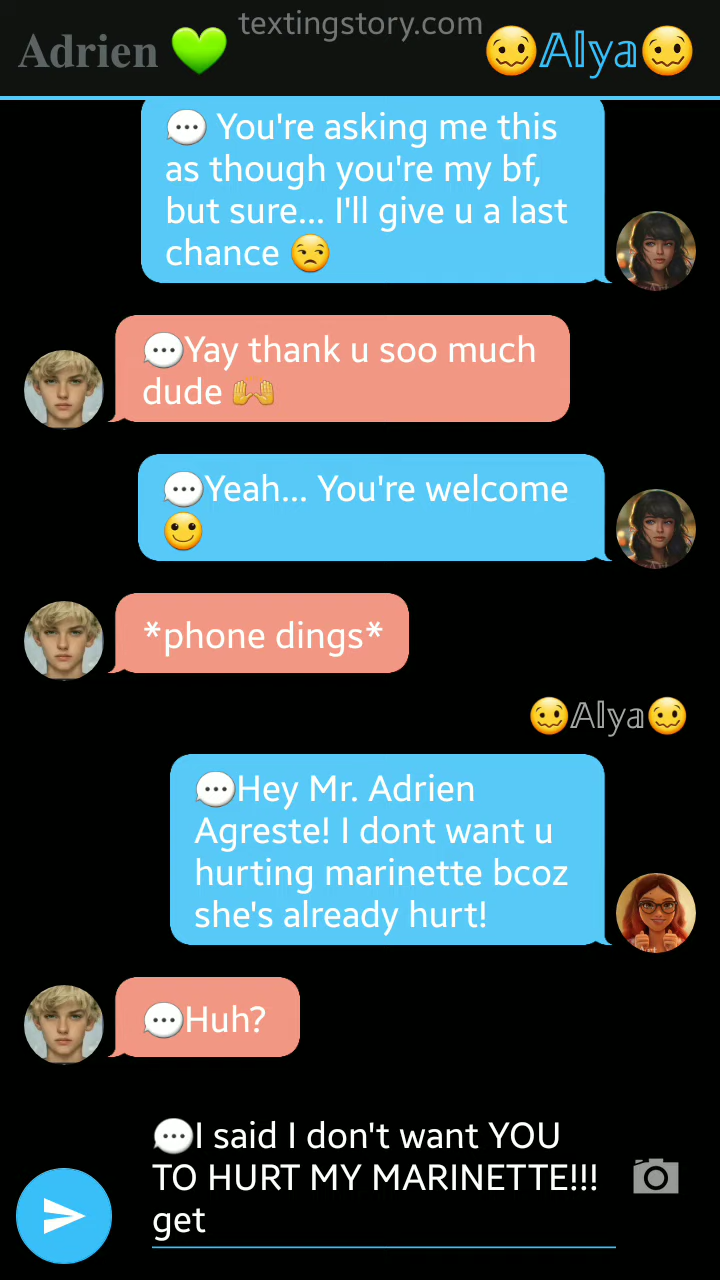 textingstory.com
Adrien 💚
🥴Alya🥴
💬 You're asking me this
as though you're my bf,
but sure... I'll give u a last
chance 😒
💬Yay thank u soo much
dude 🙌
💬Yeah... You're welcome
🙂
*phone dings*
🥴Alya🥴
💬Hey Mr. Adrien
Agreste! I dont want u
hurting marinette bcoz
she's already hurt!
💬Huh?
💬I said I don't want YOU
TO HURT MY MARINETTE!!!
get